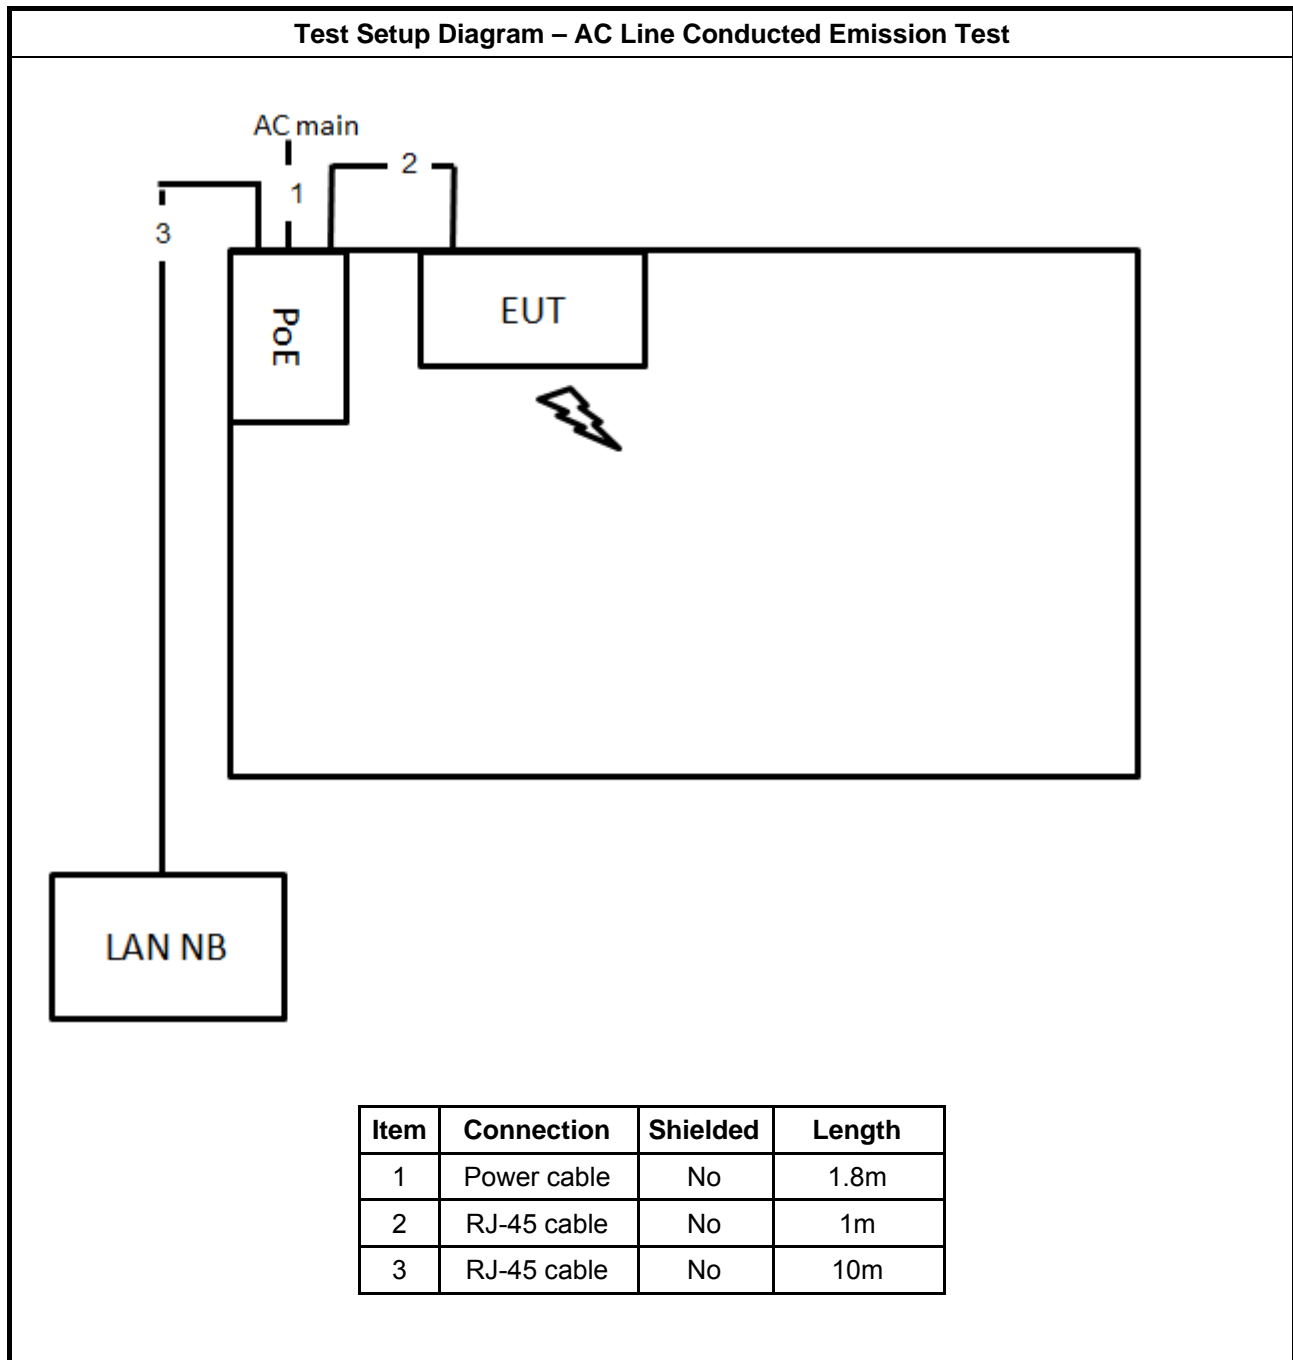 Test Setup Diagram – AC Line Conducted Emission Test
AC main
2
1
3
PoE
EUT
LAN NB
Item Connection Shielded Length
1 Power cable No 1.8m
2 RJ-45 cable No 1m
3 RJ-45 cable No 10m